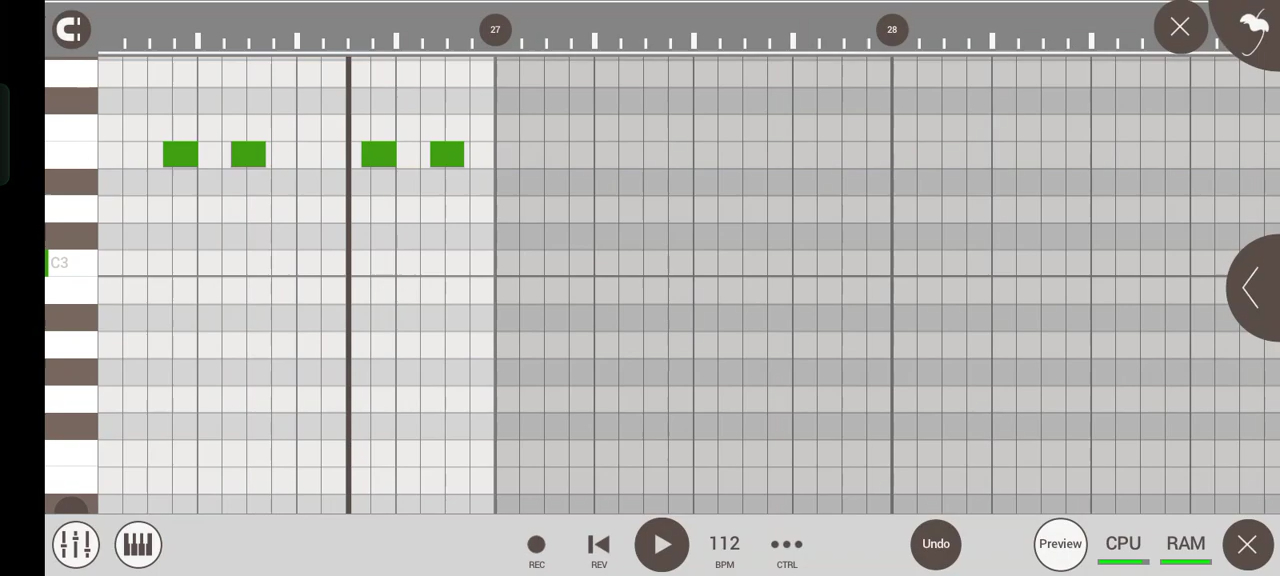 27
28
C3
112
Undo
Preview
CPU
RAM
REC
REV
BPM
CTRL